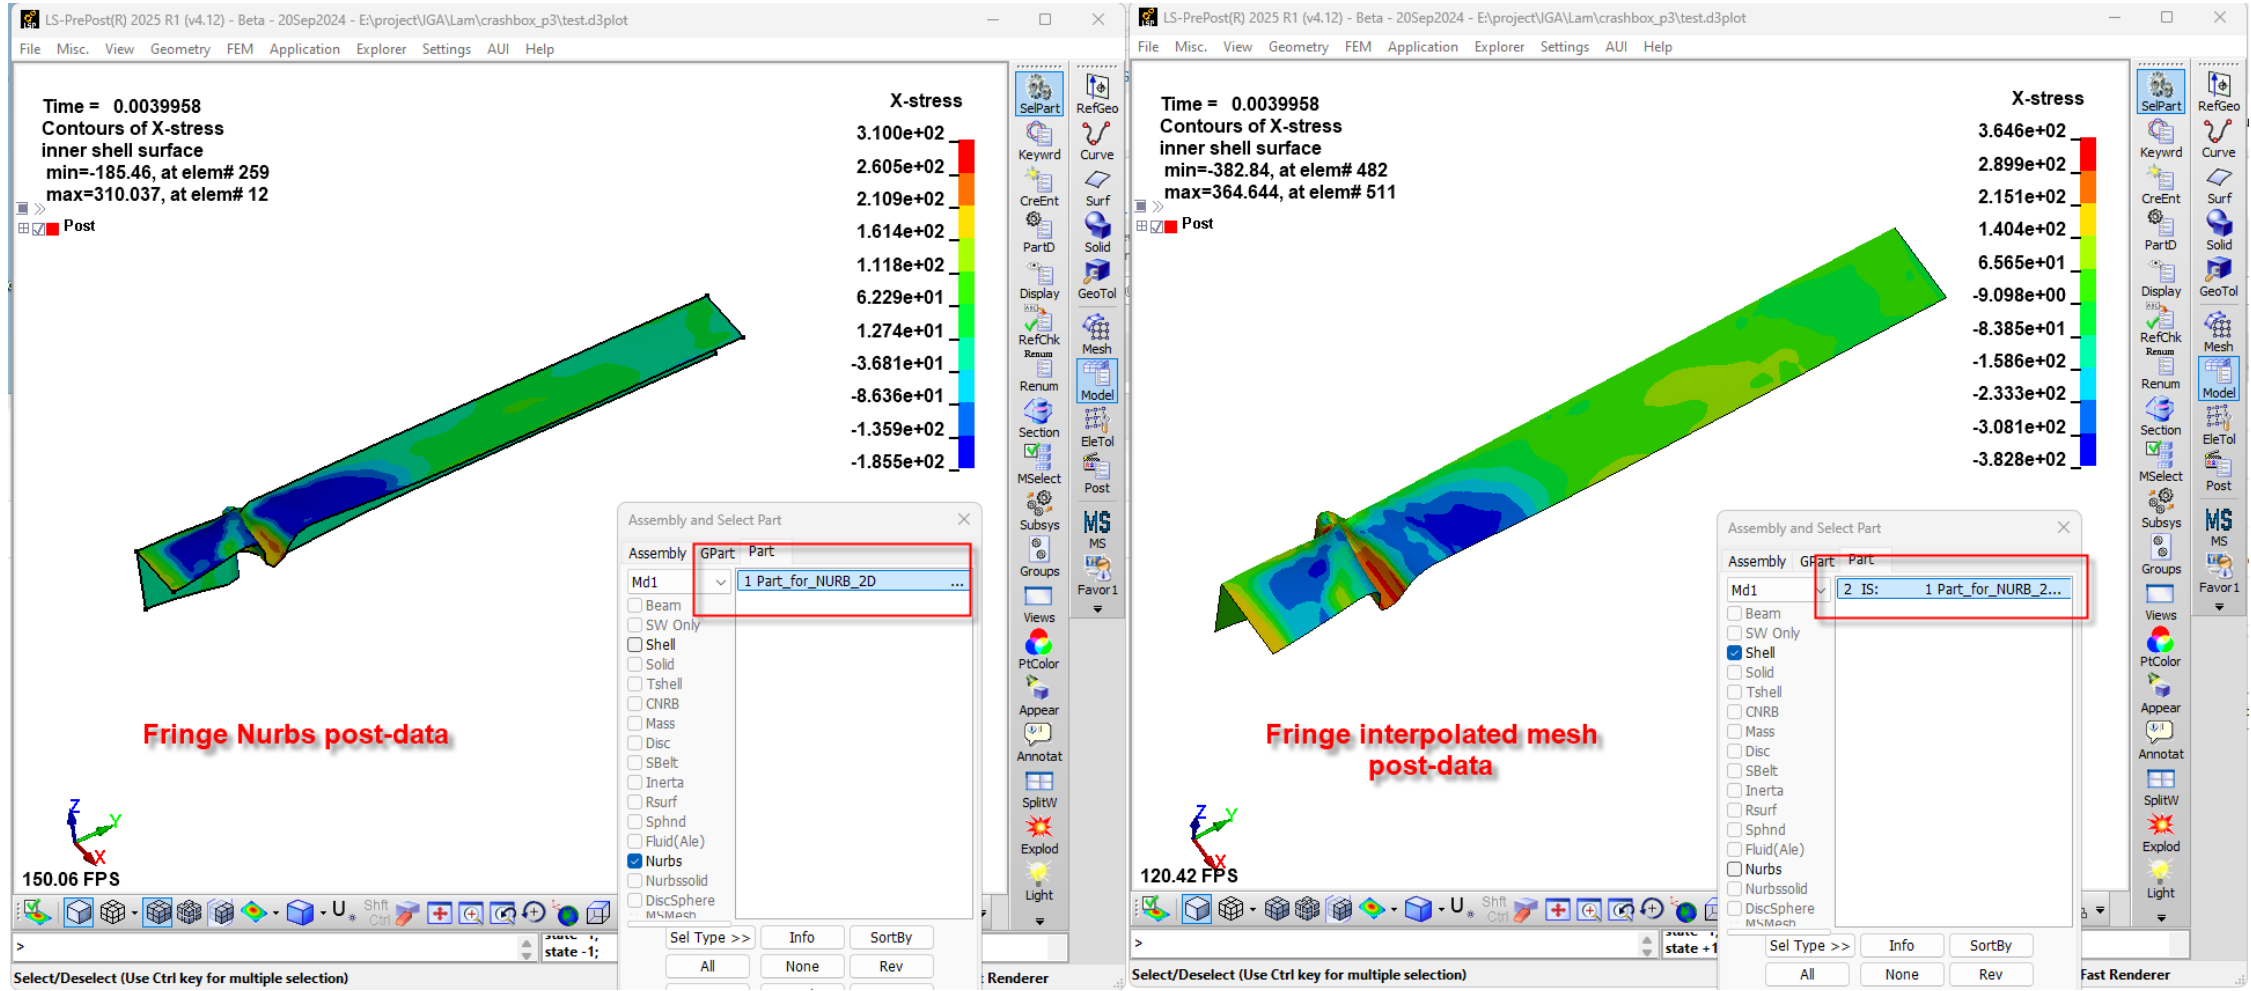 LS-PrePost(R) 2025 R1 (v4.12) - Beta - 20Sep2024 - E:\project\IGA\Lam\crashbox_p3\test.d3plot
File Misc. View Geometry FEM Application Explorer Settings AUI Help
Time = 0.0039958
Contours of X-stress
inner shell surface
min=-185.46, at elem# 259
max=310.037, at elem# 12
Post
X-stress
3.100e+02
2.605e+02
2.109e+02
1.614e+02
1.118e+02
6.229e+01
1.274e+01
-3.681e+01
-8.636e+01
-1.359e+02
-1.855e+02
SelPart RefGeo
Keywrd Curve
CreEnt Surf
PartD Solid
Display GeoTol
RefChk Mesh
Renum
Renum Model
Section EleTol
MSelect Post
Subsys MS
MS
Groups Favor1
Views
PtColor
Appear
Annotat
SplitW
Explod
Light
Assembly and Select Part
Assembly GPart Part
Md1
1 Part_for_NURB_2D ...
Beam
SW Only
Shell
Solid
Tshell
CNRB
Mass
Disc
SBelt
Inerta
Rsurf
Sphnd
Fluid(Ale)
Nurbs
Nurbssolid
DiscSphere
MSMesh
Sel Type >> Info SortBy
All None Rev
Fringe Nurbs post-data
Z
Y
X
150.06 FPS
Shft
Ctrl
>
state -1;
Select/Deselect (Use Ctrl key for multiple selection)
Renderer
LS-PrePost(R) 2025 R1 (v4.12) - Beta - 20Sep2024 - E:\project\IGA\Lam\crashbox_p3\test.d3plot
File Misc. View Geometry FEM Application Explorer Settings AUI Help
Time = 0.0039958
Contours of X-stress
inner shell surface
min=-382.84, at elem# 482
max=364.644, at elem# 511
Post
X-stress
3.646e+02
2.899e+02
2.151e+02
1.404e+02
6.565e+01
-9.098e+00
-8.385e+01
-1.586e+02
-2.333e+02
-3.081e+02
-3.828e+02
SelPart RefGeo
Keywrd Curve
CreEnt Surf
PartD Solid
Display GeoTol
RefChk Mesh
Renum
Renum Model
Section EleTol
MSelect Post
Subsys MS
MS
Groups Favor1
Views
PtColor
Appear
Annotat
SplitW
Explod
Light
Assembly and Select Part
Assembly GPart Part
Md1
2 IS: 1 Part_for_NURB_2...
Beam
SW Only
Shell
Solid
Tshell
CNRB
Mass
Disc
SBelt
Inerta
Rsurf
Sphnd
Fluid(Ale)
Nurbs
Nurbssolid
DiscSphere
MSMesh
Sel Type >> Info SortBy
All None Rev
Fringe interpolated mesh
post-data
Z
Y
X
120.42 FPS
Shft
Ctrl
>
state +1
Select/Deselect (Use Ctrl key for multiple selection)
Fast Renderer